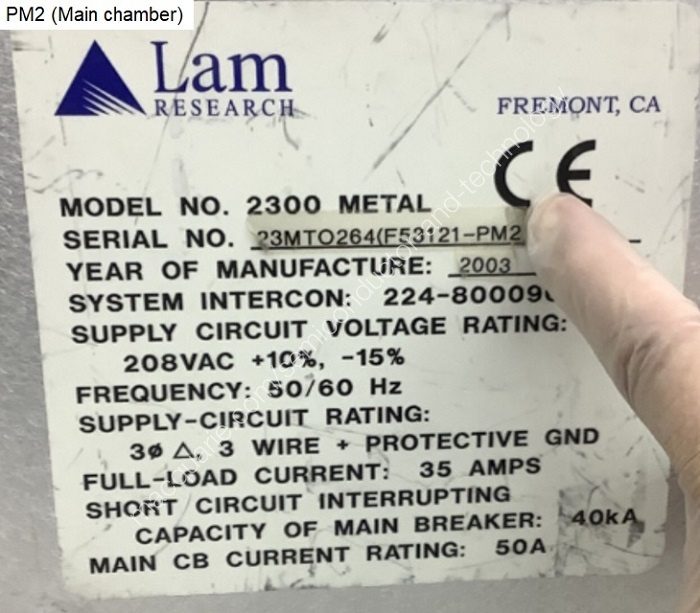 PM2 (Main chamber)
Lam
RESEARCH
FREMONT, CA
CE
MODEL NO. 2300 METAL
SERIAL NO. 23MTO264(F53121-PM2
YEAR OF MANUFACTURE: 2003
SYSTEM INTERCON: 224-80009
SUPPLY CIRCUIT VOLTAGE RATING:
208VAC +10%, -15%
FREQUENCY: 50/60 Hz
SUPPLY-CIRCUIT RATING:
3ø △, 3 WIRE + PROTECTIVE GND
FULL-LOAD CURRENT: 35 AMPS
SHORT CIRCUIT INTERRUPTING
CAPACITY OF MAIN BREAKER: 40kA
MAIN CB CURRENT RATING: 50A